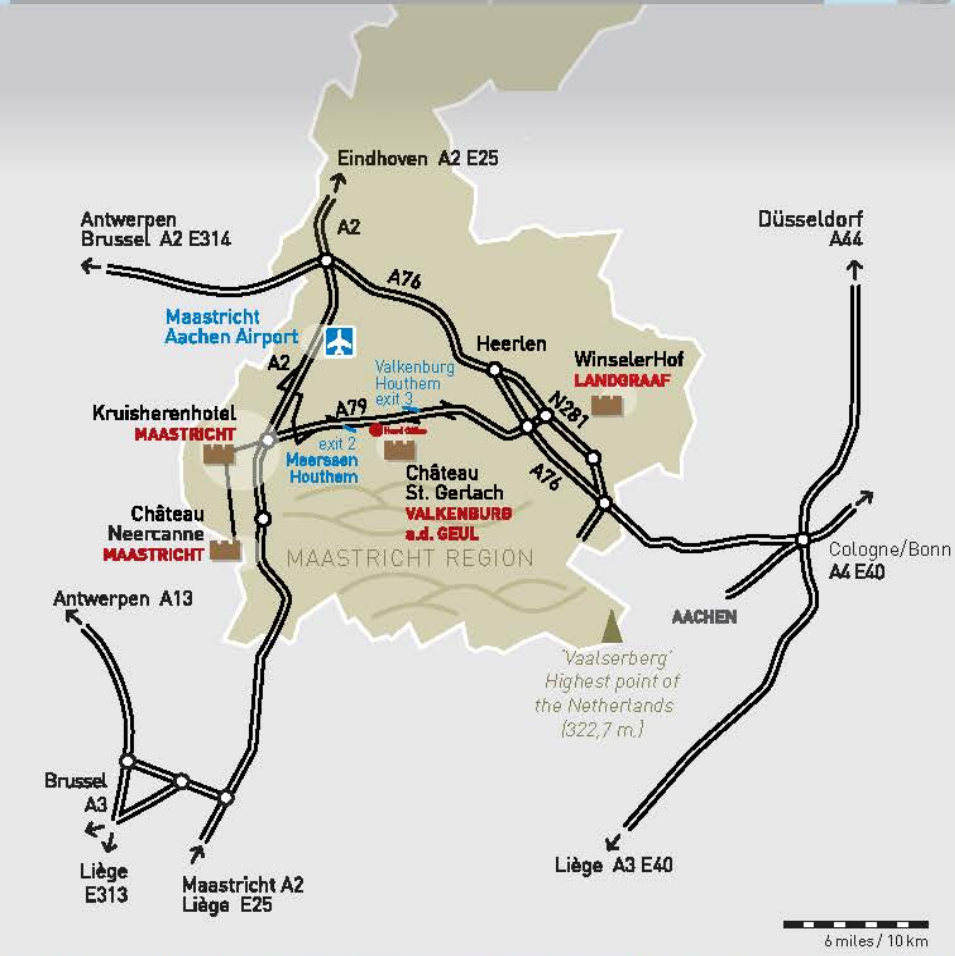 Eindhoven A2 E25
Antwerpen
Brussel A2 E314
Düsseldorf
A44
A2
A76
Maastricht
Aachen Airport
Heerlen
A2
Valkenburg
Houthem
exit 3
WinselerHof
LANDGRAAF
Kruisherenhotel
MAASTRICHT
A79
N281
exit 2
Meerssen
Houthem
Château
St. Gerlach
VALKENBURG
a.d. GEUL
A76
Château
Neercanne
MAASTRICHT
MAASTRICHT REGION
Cologne/Bonn
A4 E40
Antwerpen A13
AACHEN
'Vaalserberg'
Highest point of
the Netherlands
(322,7 m.)
Brussel
A3
Liège
E313
Maastricht A2
Liège E25
Liège A3 E40
6 miles / 10 km